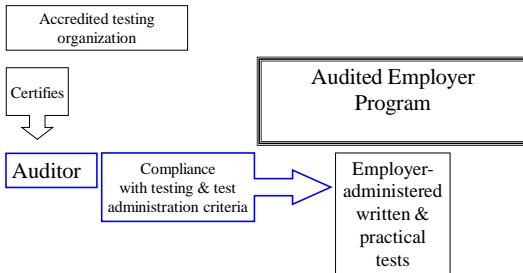 Accredited testing
organization
Audited Employer
Program
Certifies
Auditor
Compliance
with testing & test
administration criteria
Employer-
administered
written &
practical
tests